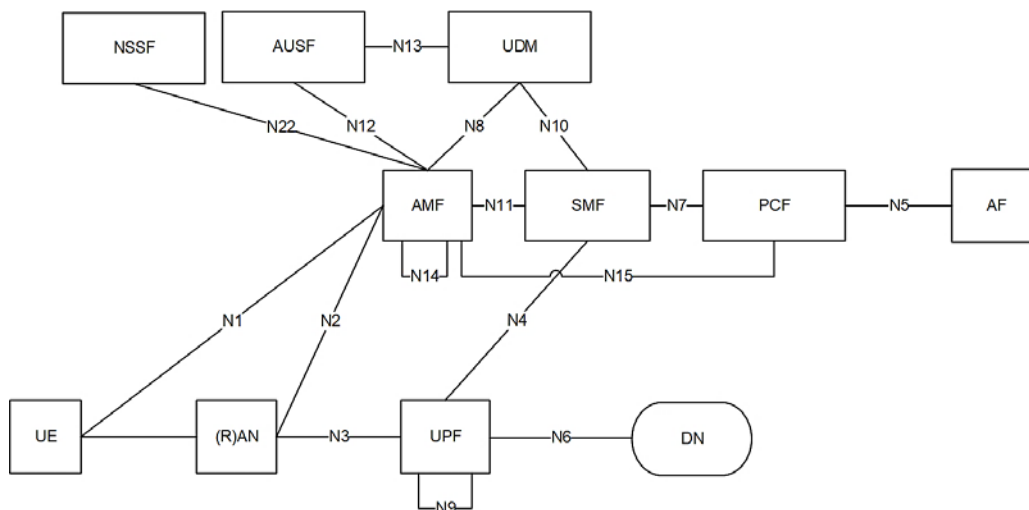 NSSF
AUSF
N13
UDM
N22
N12
N8
N10
AMF
N11
SMF
N7
PCF
N5
AF
N14
N15
N1
N2
N4
UE
(R)AN
N3
UPF
N6
DN
N9